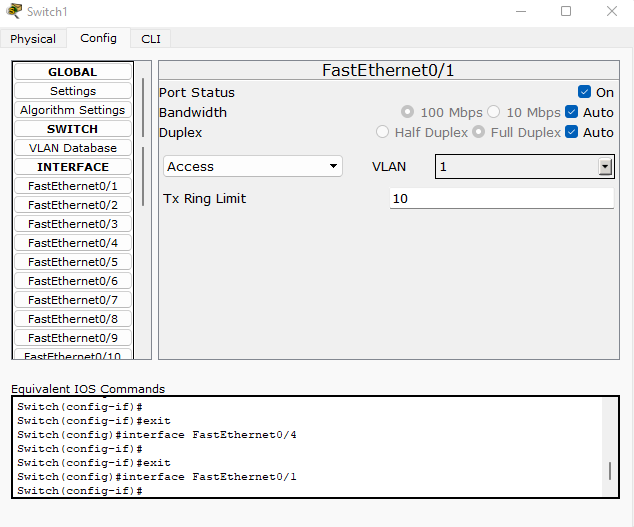 Switch1
Physical Config CLI
GLOBAL
Settings
Algorithm Settings
SWITCH
VLAN Database
INTERFACE
FastEthernet0/1
FastEthernet0/2
FastEthernet0/3
FastEthernet0/4
FastEthernet0/5
FastEthernet0/6
FastEthernet0/7
FastEthernet0/8
FastEthernet0/9
FastEthernet0/10
FastEthernet0/1
Port Status On
Bandwidth 100 Mbps 10 Mbps Auto
Duplex Half Duplex Full Duplex Auto
Access VLAN 1
Tx Ring Limit 10
Equivalent IOS Commands
Switch(config-if)#
Switch(config-if)#exit
Switch(config)#interface FastEthernet0/4
Switch(config-if)#
Switch(config-if)#exit
Switch(config)#interface FastEthernet0/1
Switch(config-if)#